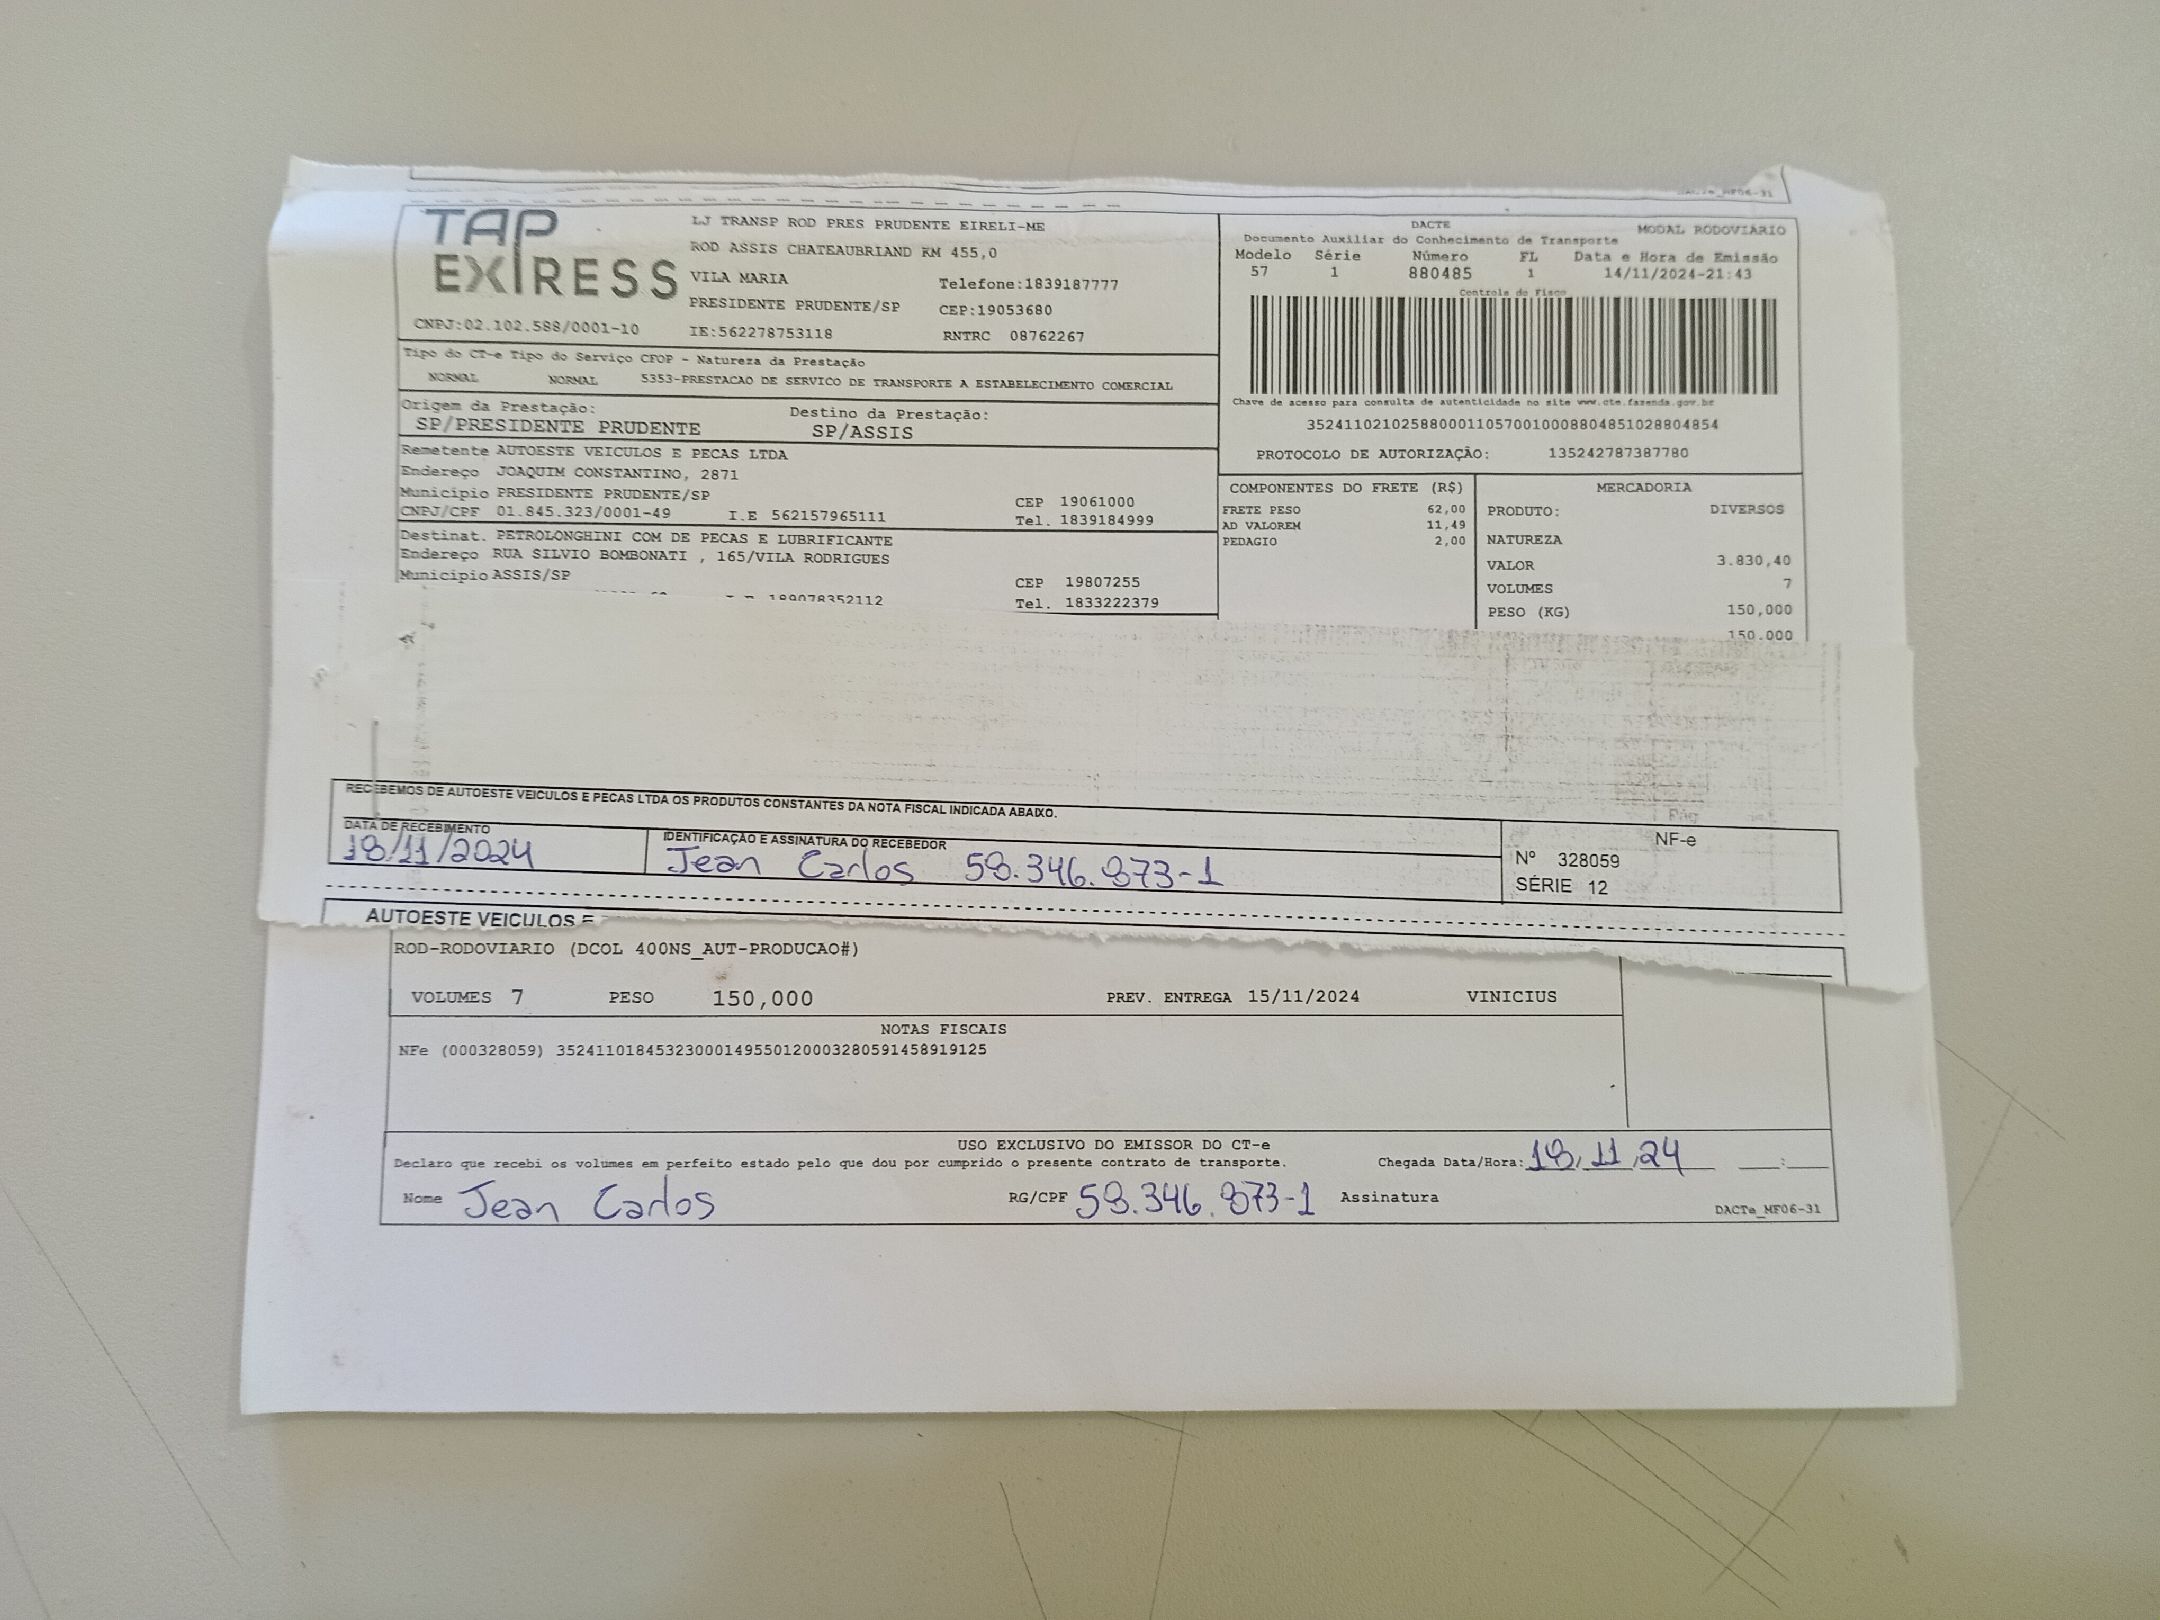 DACTe_MF06-31
TAP EXPRESS
LJ TRANSP ROD PRES PRUDENTE EIRELI-ME
ROD ASSIS CHATEAUBRIAND KM 455,0
VILA MARIA Telefone:1839187777
PRESIDENTE PRUDENTE/SP CEP:19053680
CNPJ:02.102.588/0001-10 IE:562278753118 RNTRC 08762267
DACTE MODAL RODOVIARIO
Documento Auxiliar do Conhecimento de Transporte
Modelo Série Número FL Data e Hora de Emissão
57 1 880485 1 14/11/2024-21:43
Controle do Fisco
Chave de acesso para consulta de autenticidade no site www.cte.fazenda.gov.br
35241102102588000110570010008804851028804854
PROTOCOLO DE AUTORIZAÇÃO: 135242787387780
Tipo do CT-e Tipo do Serviço CFOP - Natureza da Prestação
NORMAL NORMAL 5353-PRESTACAO DE SERVICO DE TRANSPORTE A ESTABELECIMENTO COMERCIAL
Origem da Prestação: Destino da Prestação:
SP/PRESIDENTE PRUDENTE SP/ASSIS
Remetente AUTOESTE VEICULOS E PECAS LTDA
Endereço JOAQUIM CONSTANTINO, 2871
Município PRESIDENTE PRUDENTE/SP CEP 19061000
CNPJ/CPF 01.845.323/0001-49 I.E 562157965111 Tel. 1839184999
Destinat. PETROLONGHINI COM DE PECAS E LUBRIFICANTE
Endereço RUA SILVIO BOMBONATI , 165/VILA RODRIGUES
Município ASSIS/SP CEP 19807255
189078352112 Tel. 1833222379
COMPONENTES DO FRETE (R$)
FRETE PESO 62,00
AD VALOREM 11,49
PEDAGIO 2,00
MERCADORIA
PRODUTO: DIVERSOS
NATUREZA
VALOR 3.830,40
VOLUMES 7
PESO (KG) 150,000
150.000
RECEBEMOS DE AUTOESTE VEICULOS E PECAS LTDA OS PRODUTOS CONSTANTES DA NOTA FISCAL INDICADA ABAIXO.
DATA DE RECEBIMENTO IDENTIFICAÇÃO E ASSINATURA DO RECEBEDOR
18/11/2024 Jean Carlos 58.346.873-1
NF-e
Nº 328059
SÉRIE 12
AUTOESTE VEICULOS E
ROD-RODOVIARIO (DCOL 400NS_AUT-PRODUCAO#)
VOLUMES 7 PESO 150,000 PREV. ENTREGA 15/11/2024 VINICIUS
NOTAS FISCAIS
NFe (000328059) 35241101845323000149550120003280591458919125
USO EXCLUSIVO DO EMISSOR DO CT-e
Declaro que recebi os volumes em perfeito estado pelo que dou por cumprido o presente contrato de transporte. Chegada Data/Hora: 18/11/24 __:__
Nome Jean Carlos RG/CPF 58.346.873-1 Assinatura
DACTe_MF06-31